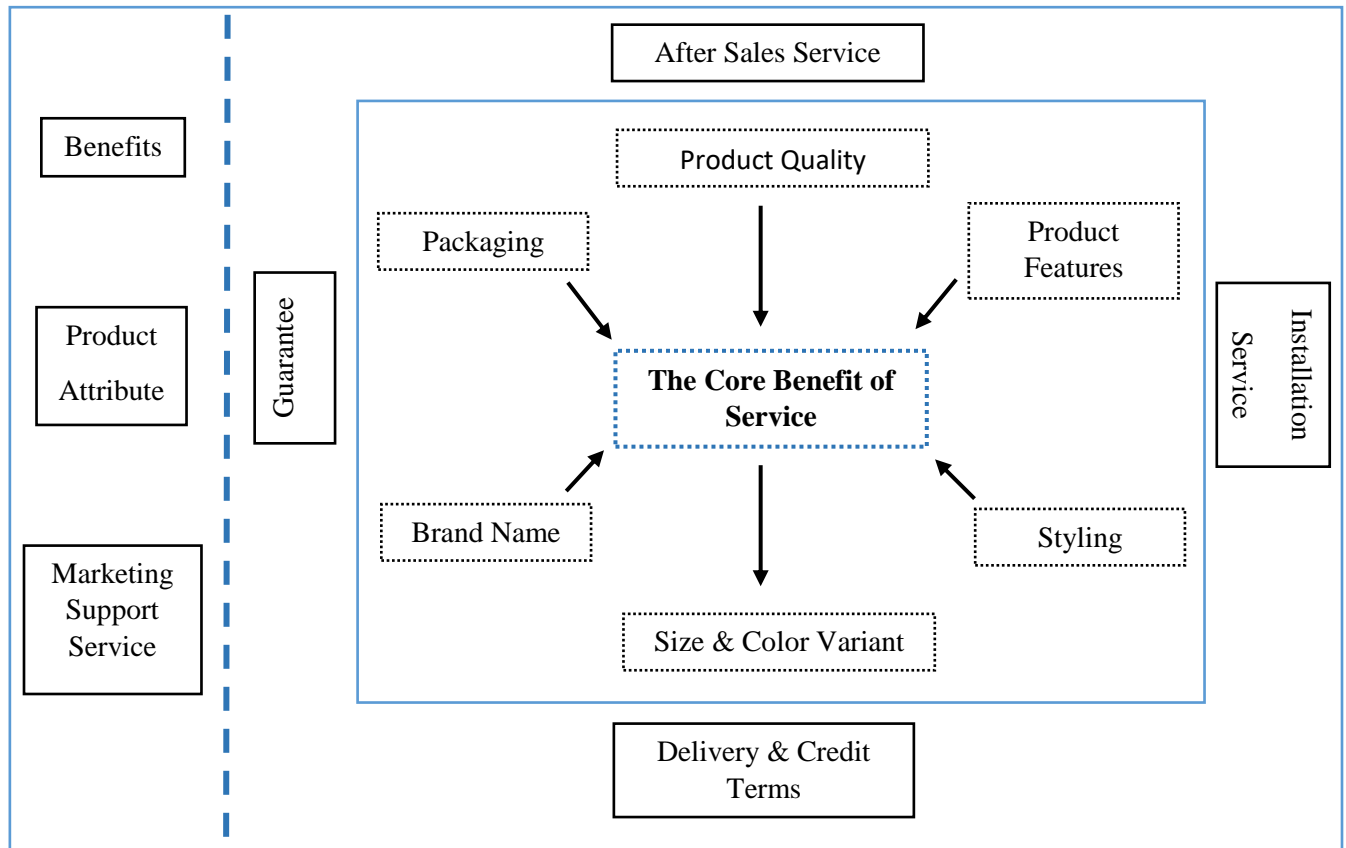 After Sales Service
Benefits
Product Quality
Packaging
Product
Features
Product
Attribute
Guarantee
Installation
Service
The Core Benefit of
Service
Brand Name
Styling
Marketing
Support
Service
Size & Color Variant
Delivery & Credit
Terms